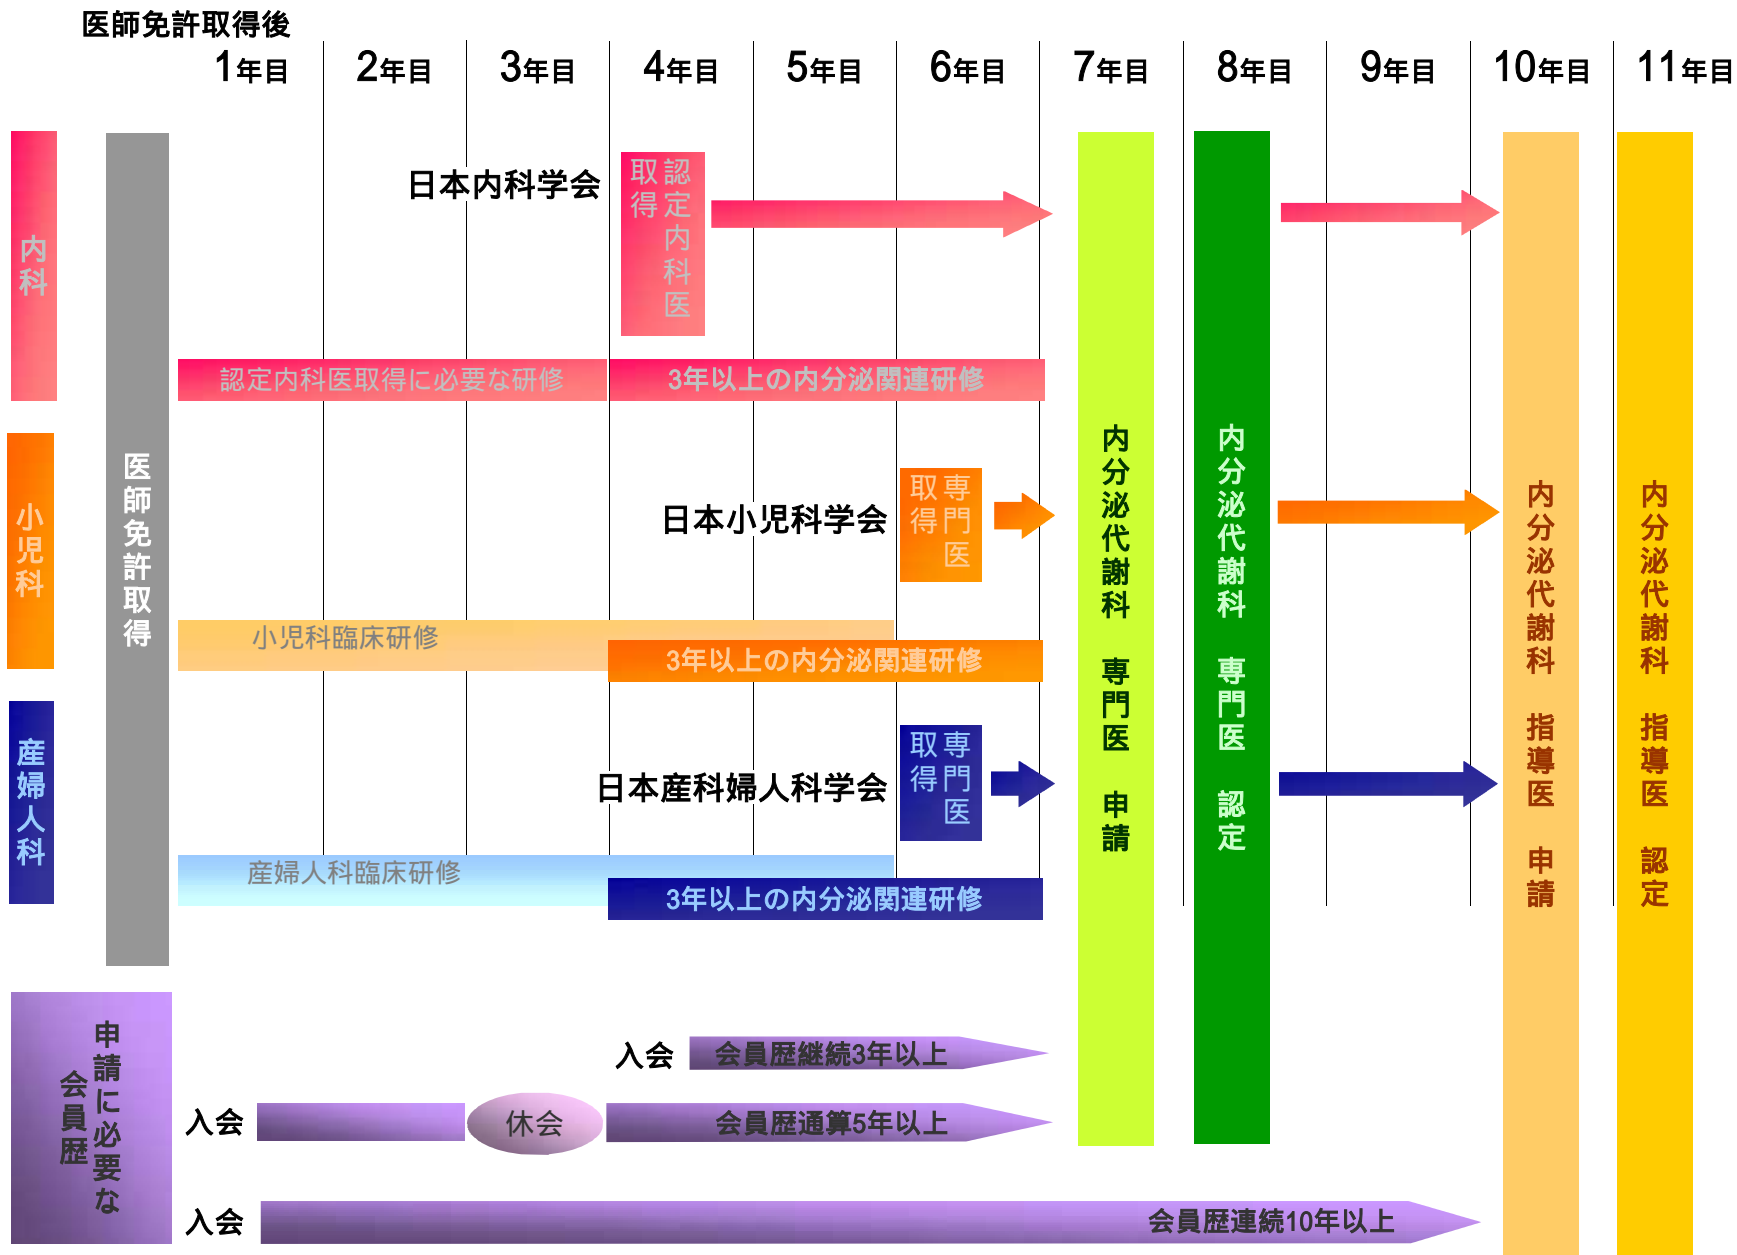 医師免許取得後
1年目
2年目
3年目
4年目
5年目
6年目
7年目
8年目
9年目
10年目
11年目
内科
小児科
産婦人科
医師免許取得
日本内科学会
認定内科医
取得
認定内科医取得に必要な研修
3年以上の内分泌関連研修
日本小児科学会
専門医
取得
小児科臨床研修
3年以上の内分泌関連研修
日本産科婦人科学会
専門医
取得
産婦人科臨床研修
3年以上の内分泌関連研修
内分泌代謝科 専門医 申請
内分泌代謝科 専門医 認定
内分泌代謝科 指導医 申請
内分泌代謝科 指導医 認定
申請に必要な
会員歴
入会
会員歴継続3年以上
入会
休会
会員歴通算5年以上
入会
会員歴連続10年以上